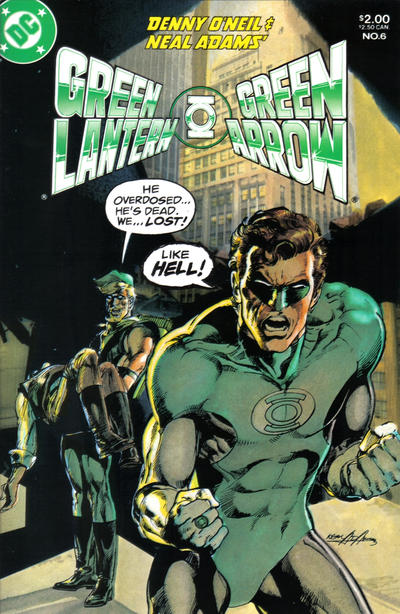 DC
DENNY O'NEIL &
NEAL ADAMS'
$2.00
$2.50 CAN.
NO.6
GREEN
LANTERN
GREEN
ARROW
®
®
HE
OVERDOSED...
HE'S DEAD.
WE...LOST!
LIKE
HELL!